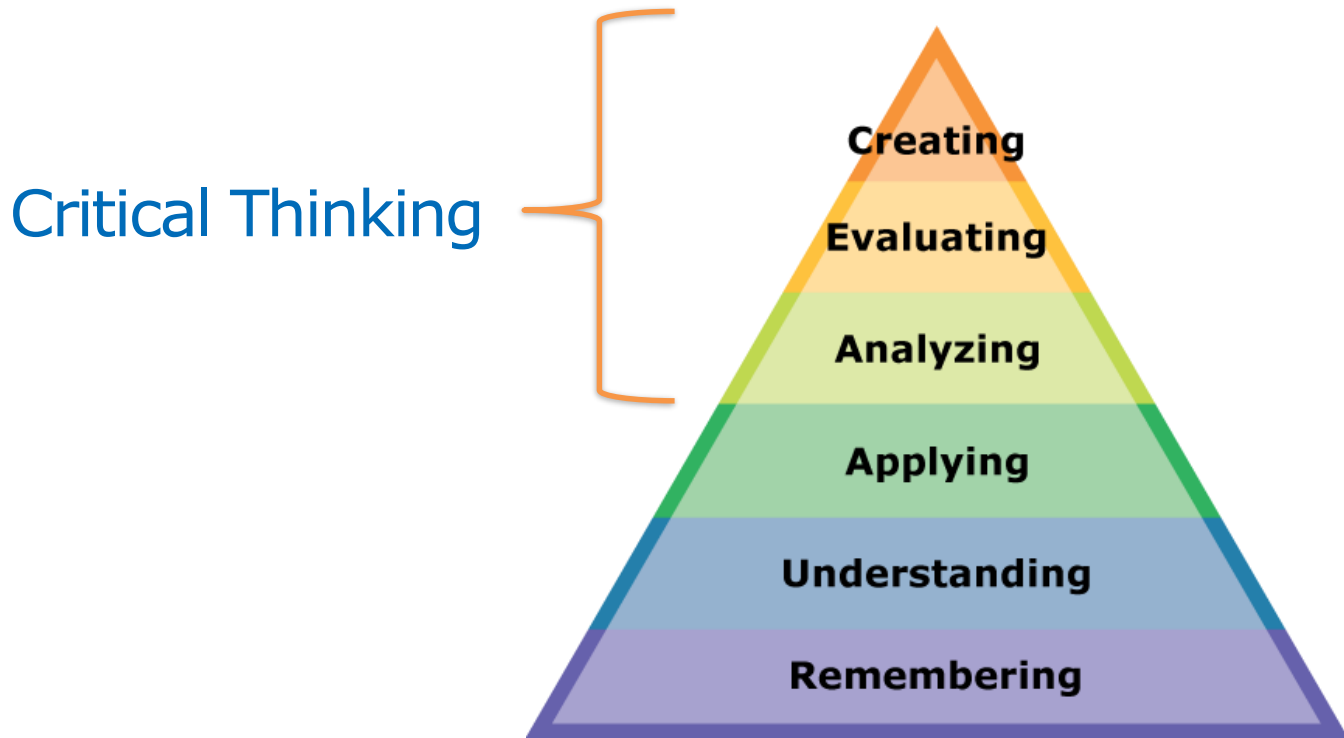 Critical Thinking
Creating
Evaluating
Analyzing
Applying
Understanding
Remembering